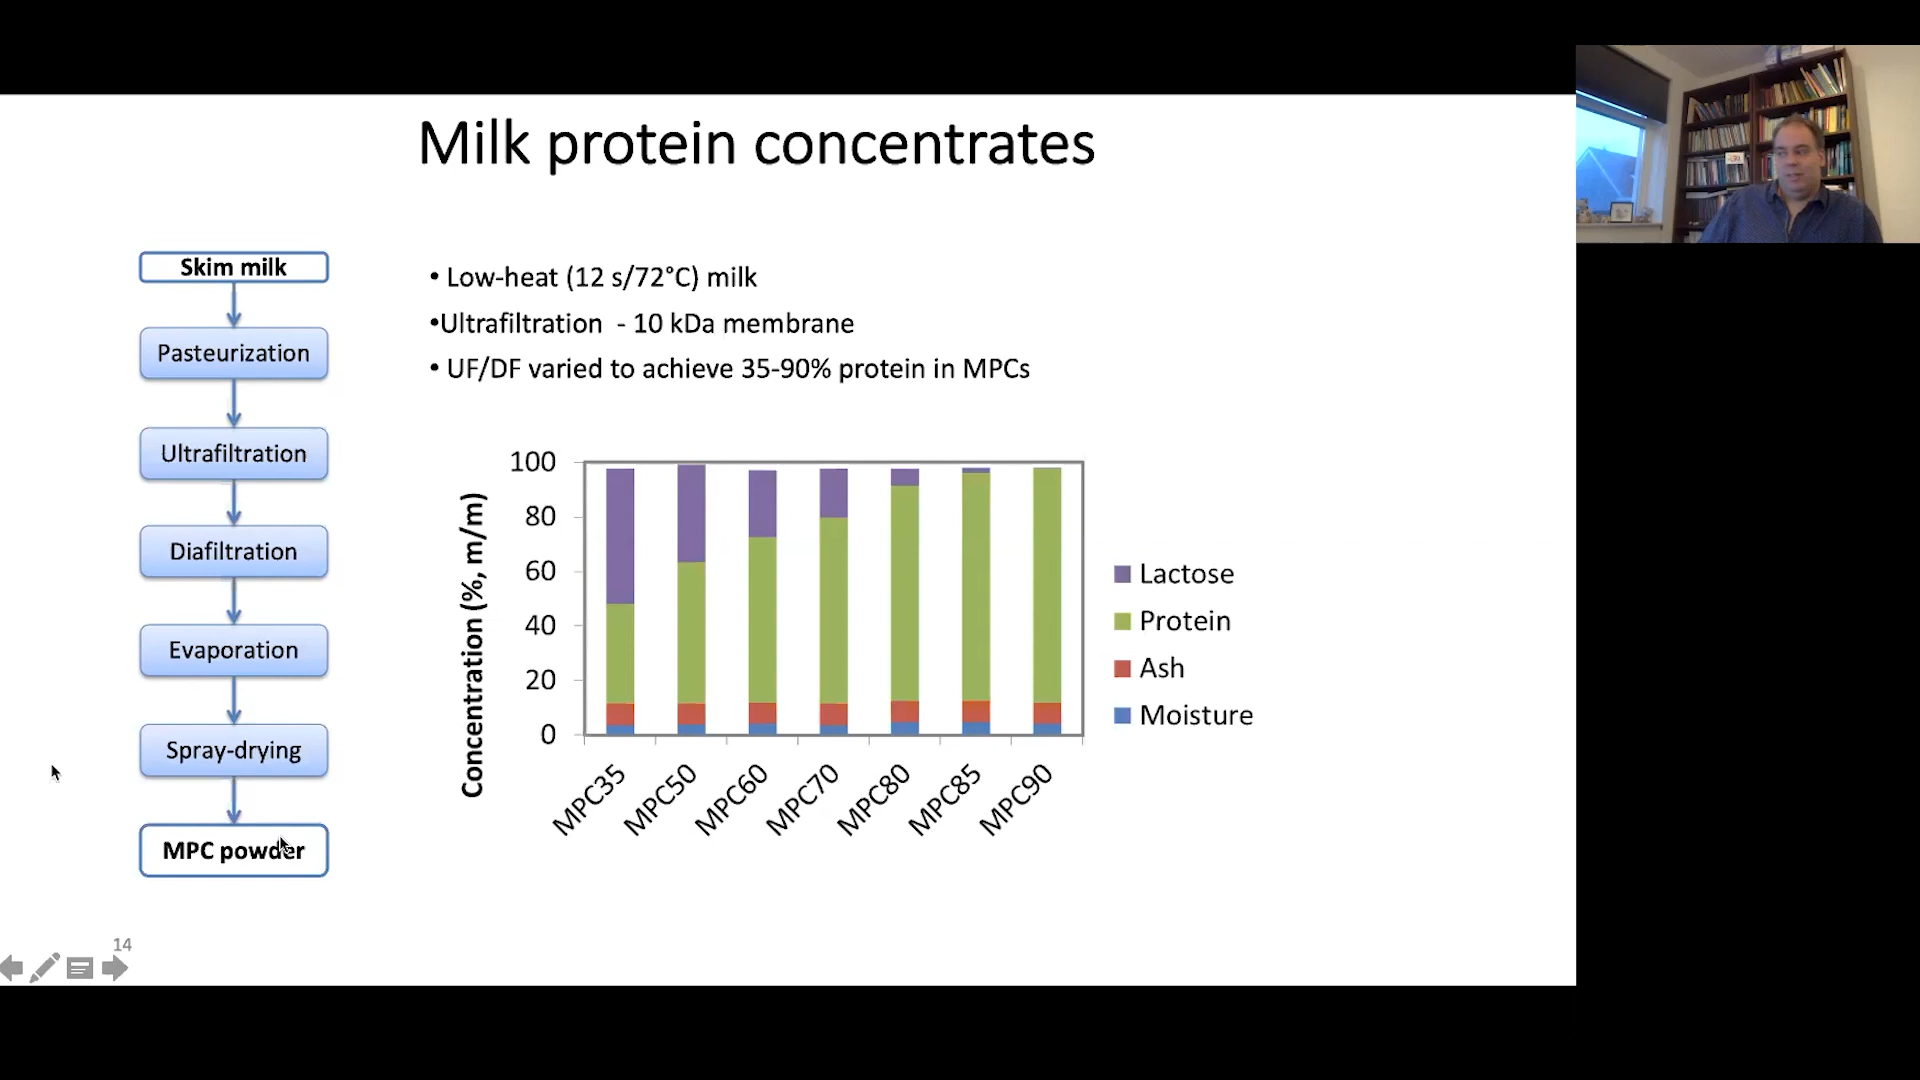 Milk protein concentrates
Skim milk
Pasteurization
Ultrafiltration
Diafiltration
Evaporation
Spray-drying
MPC powder
• Low-heat (12 s/72°C) milk
•Ultrafiltration - 10 kDa membrane
• UF/DF varied to achieve 35-90% protein in MPCs
Concentration (%, m/m)
100
80
60
40
20
0
MPC35
MPC50
MPC60
MPC70
MPC80
MPC85
MPC90
Lactose
Protein
Ash
Moisture
14